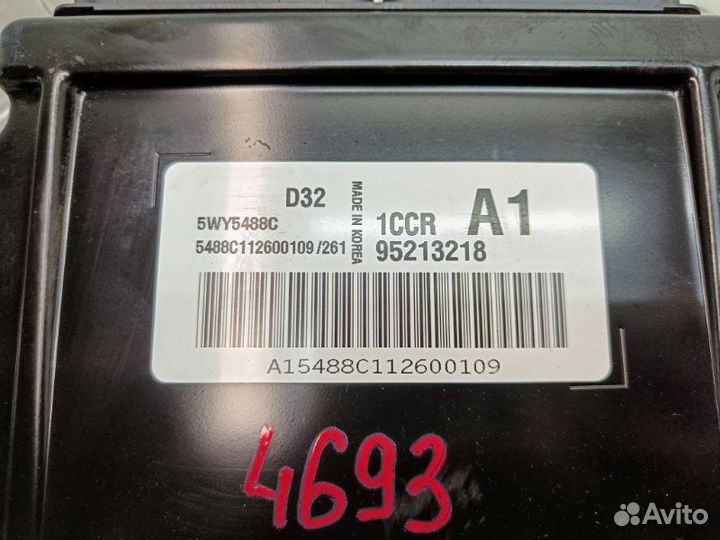 D32
5WY5488C
5488C112600109 /261
MADE IN KOREA
1CCR A1
95213218
A15488C112600109
4693
Avito